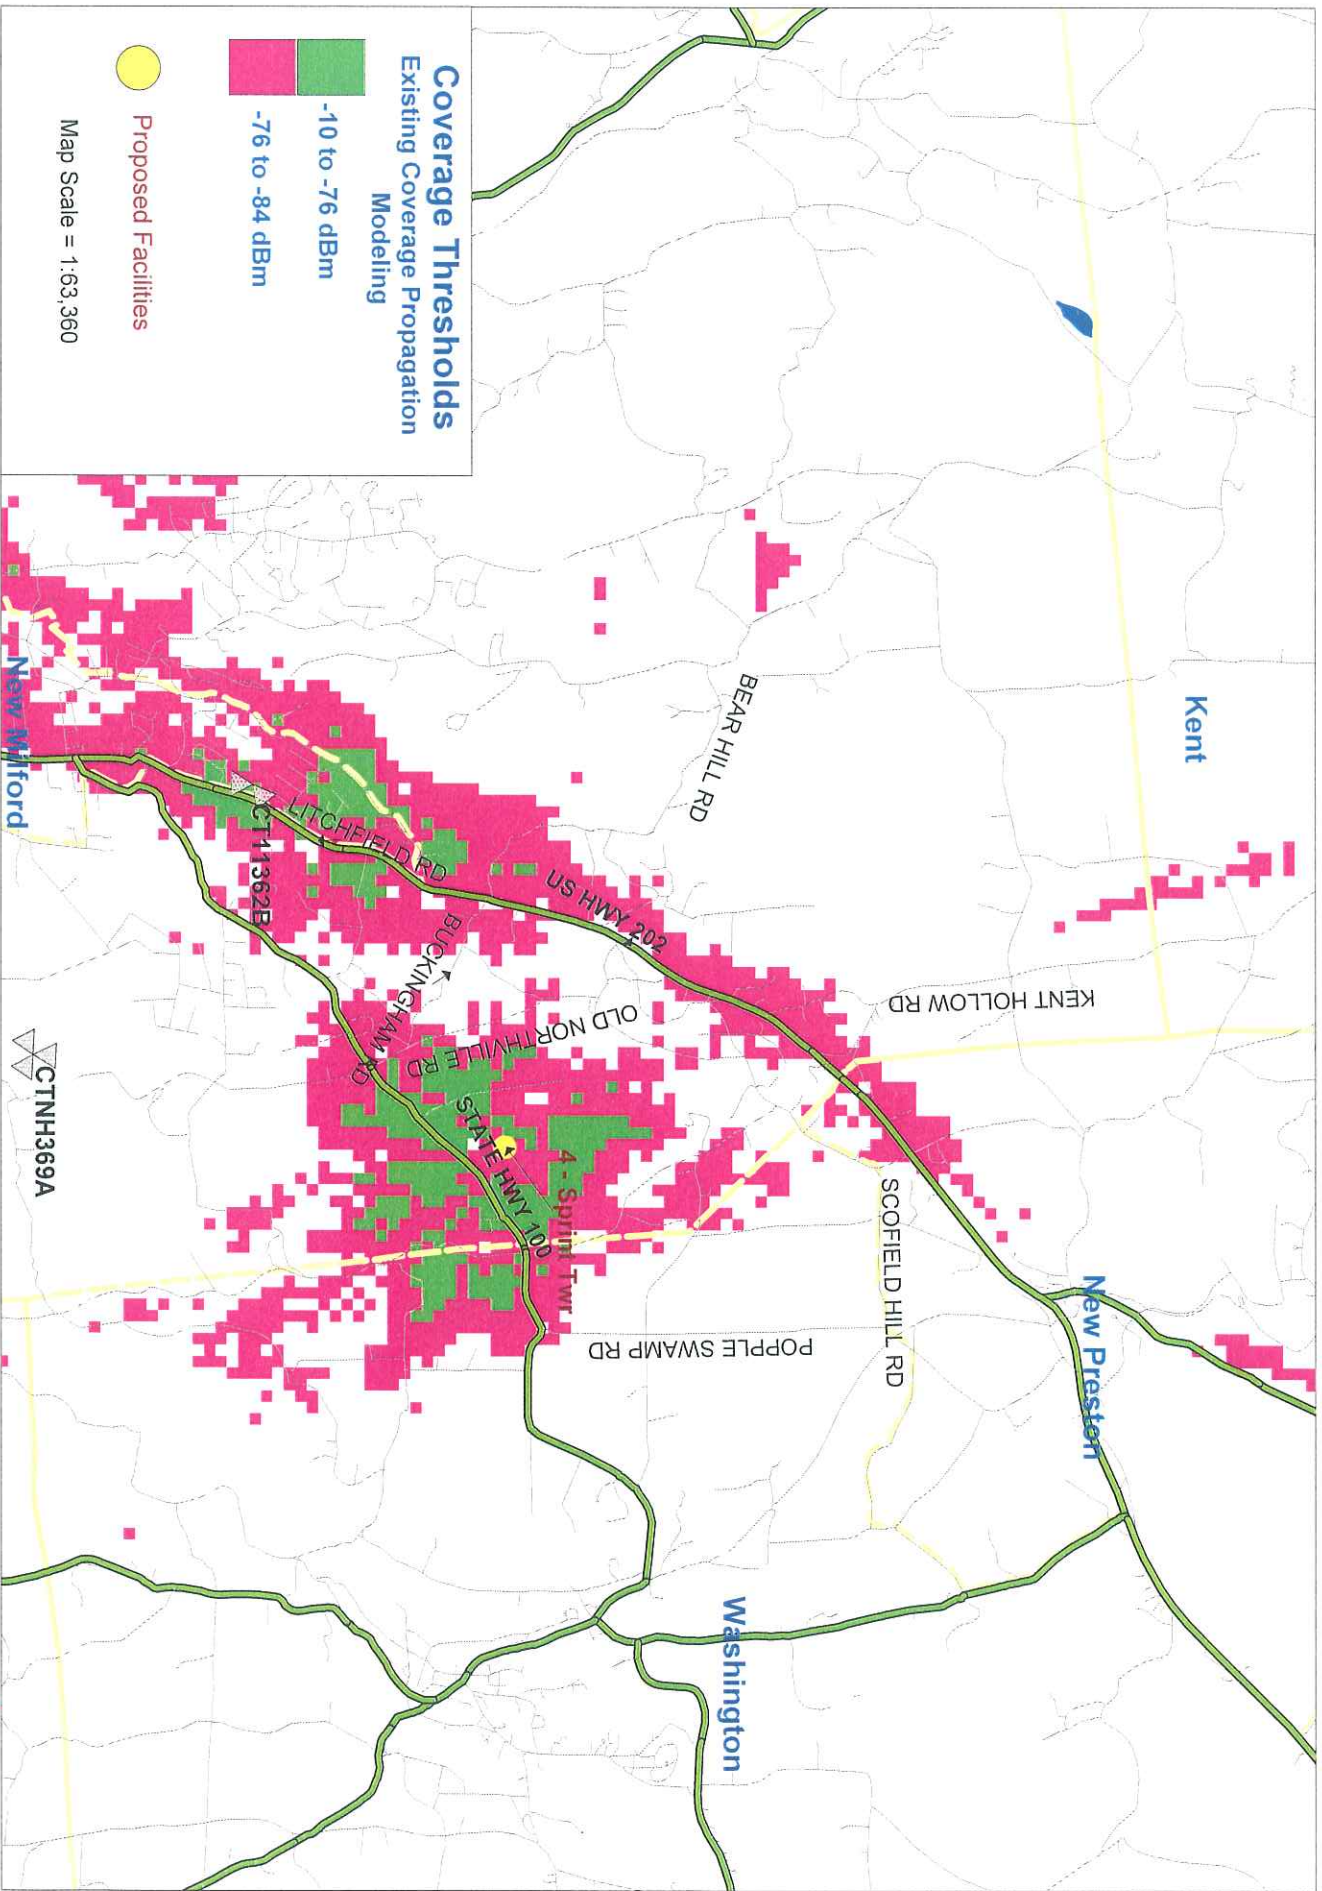 Coverage Thresholds
Existing Coverage Propagation
Modeling
-10 to -76 dBm
-76 to -84 dBm
Proposed Facilities
Map Scale = 1:63,360
Kent
KENT HOLLOW RD
BEAR HILL RD
New Preston
SCOFIELD HILL RD
POPPLE SWAMP RD
Washington
US HWY 202
OLD NORTHVILLE RD
4 - Sprint Twr
STATE HWY 100
BUCKINGHAM RD
LITCHFIELD RD
CT11362B
New Milford
CTNH369A